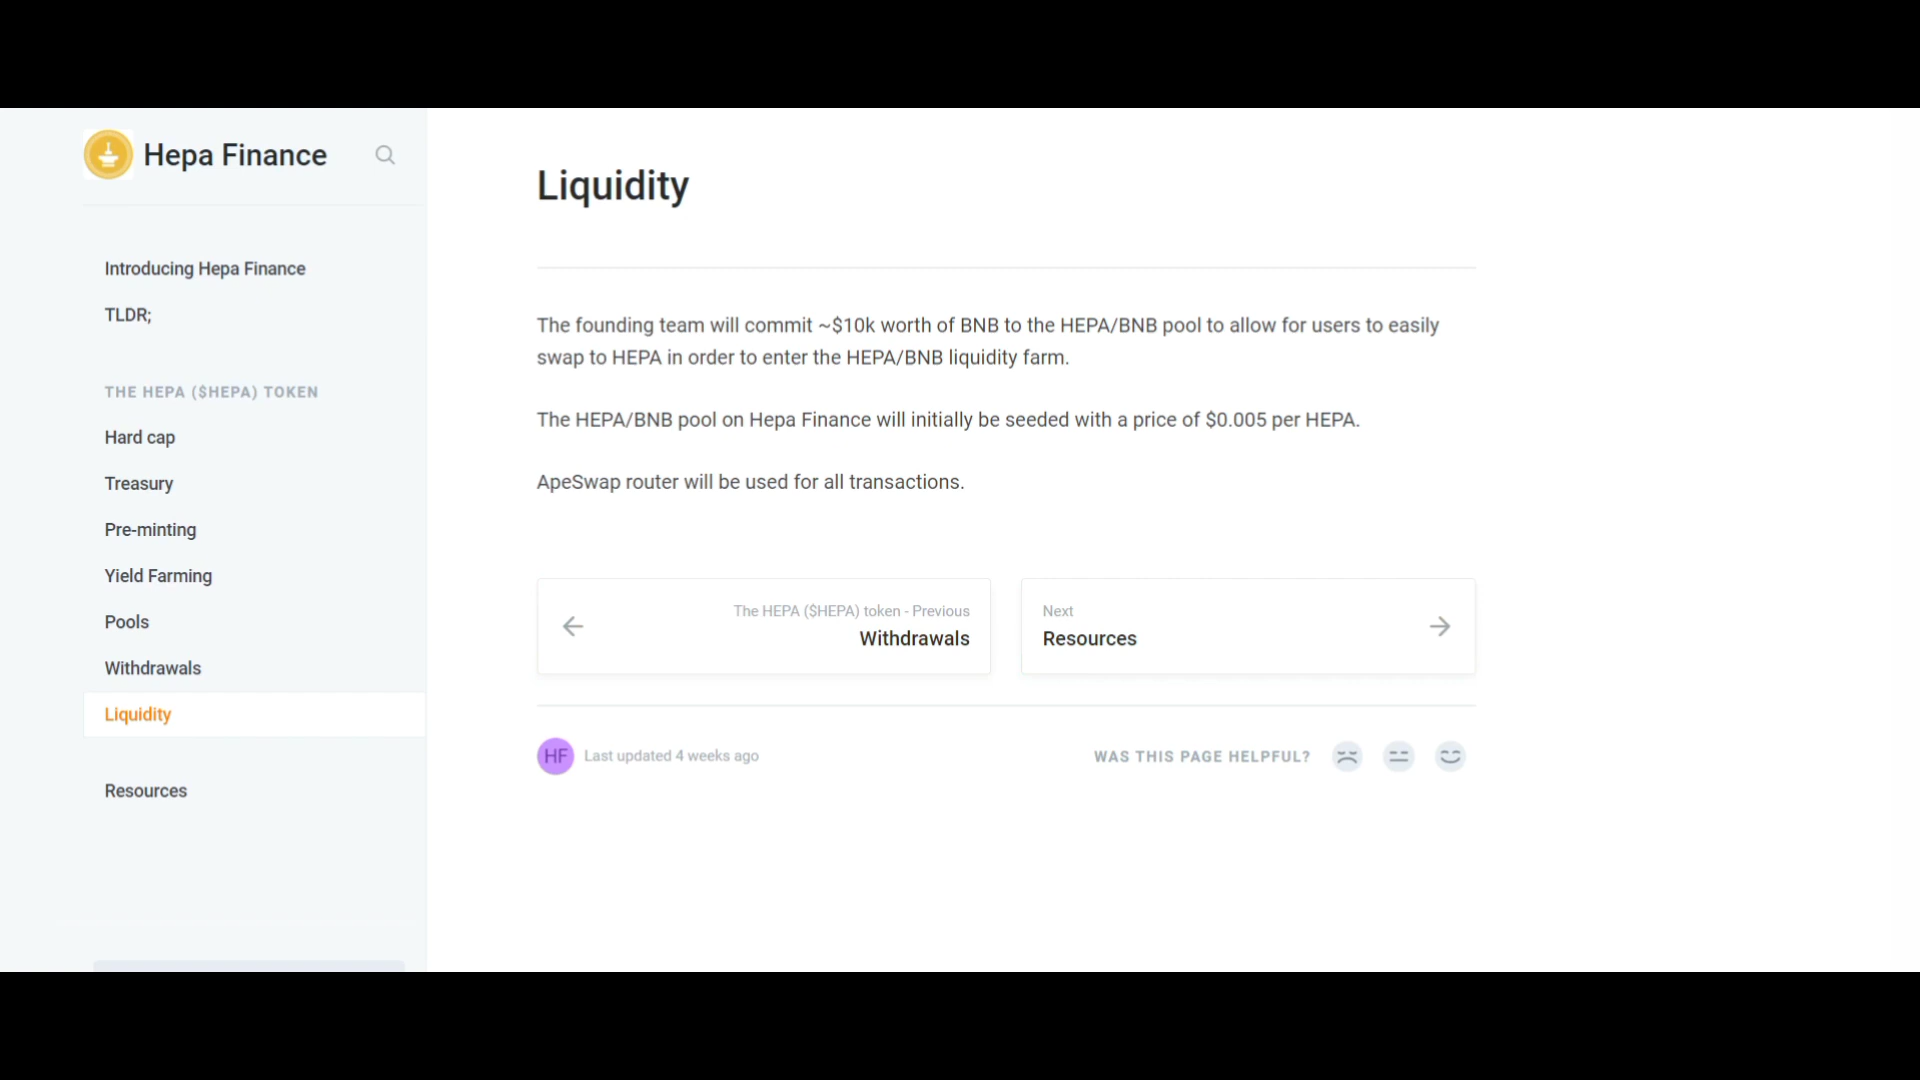 Hepa Finance
Introducing Hepa Finance
TLDR;
THE HEPA ($HEPA) TOKEN
Hard cap
Treasury
Pre-minting
Yield Farming
Pools
Withdrawals
Liquidity
Resources
Liquidity
The founding team will commit ~$10k worth of BNB to the HEPA/BNB pool to allow for users to easily
swap to HEPA in order to enter the HEPA/BNB liquidity farm.
The HEPA/BNB pool on Hepa Finance will initially be seeded with a price of $0.005 per HEPA.
ApeSwap router will be used for all transactions.
The HEPA ($HEPA) token - Previous
Withdrawals
Next
Resources
HF Last updated 4 weeks ago
WAS THIS PAGE HELPFUL?